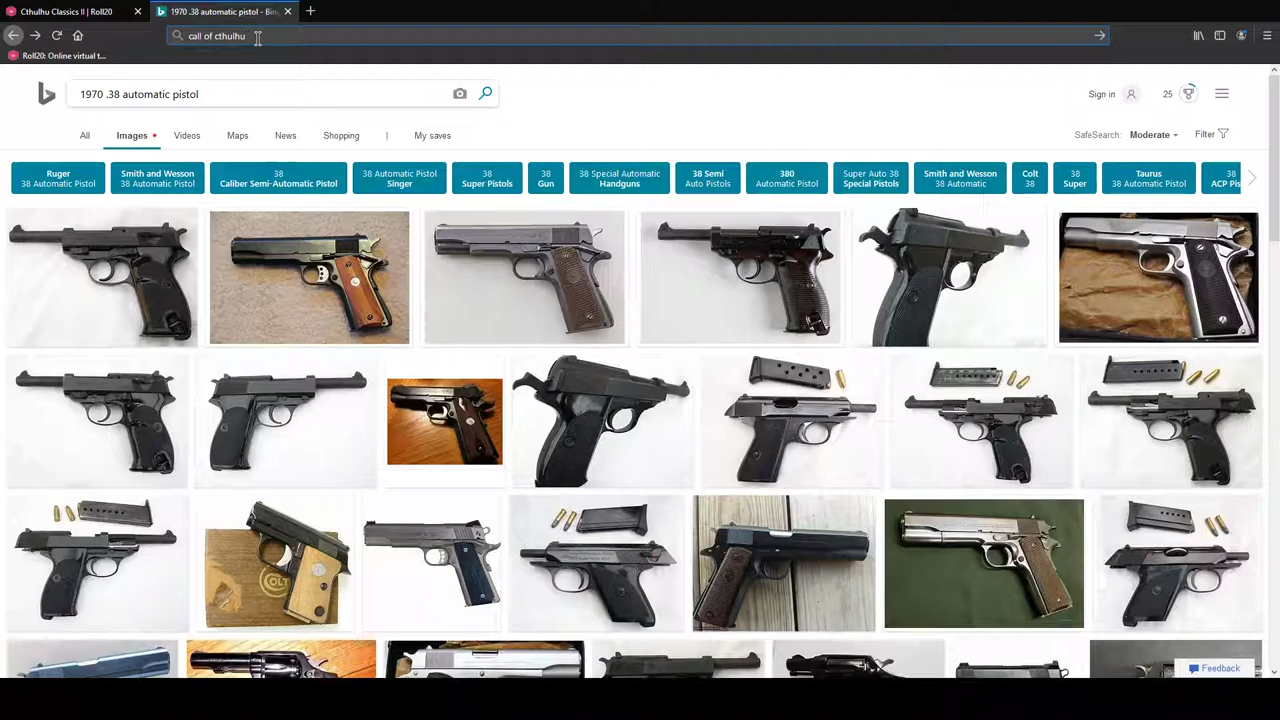 Cthulhu Classics II | Roll20
1970 .38 automatic pistol - Bin
call of cthulhu
Roll20: Online virtual t...
1970 .38 automatic pistol
Sign in
25
All
Images
Videos
Maps
News
Shopping
My saves
SafeSearch:
Moderate
Filter
Ruger
38 Automatic Pistol
Smith and Wesson
38 Automatic Pistol
38
Caliber Semi-Automatic Pistol
38 Automatic Pistol
Singer
38
Super Pistols
38
Gun
38 Special Automatic
Handguns
38 Semi
Auto Pistols
380
Automatic Pistol
Super Auto 38
Special Pistols
Smith and Wesson
38 Automatic
Colt
38
38
Super
Taurus
38 Automatic Pistol
38
ACP Pis
COLT
Feedback